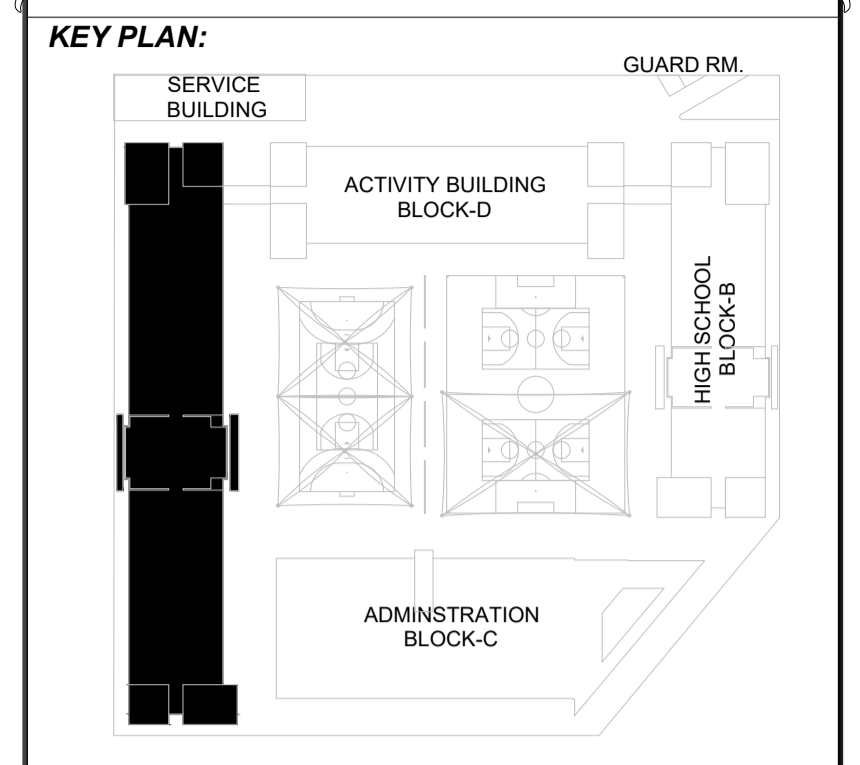 KEY PLAN:
GUARD RM.
SERVICE
BUILDING
ACTIVITY BUILDING
BLOCK-D
HIGH SCHOOL
BLOCK-B
ADMINSTRATION
BLOCK-C